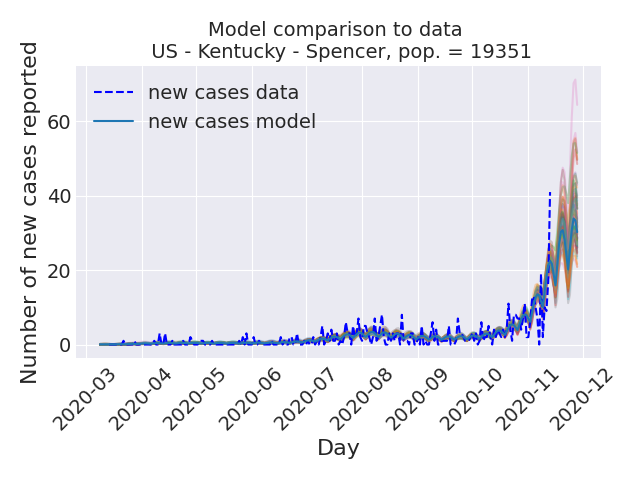 Model comparison to data
US - Kentucky - Spencer, pop. = 19351
Number of new cases reported
new cases data
new cases model
60
40
20
0
2020-03
2020-04
2020-05
2020-06
2020-07
2020-08
2020-09
2020-10
2020-11
2020-12
Day